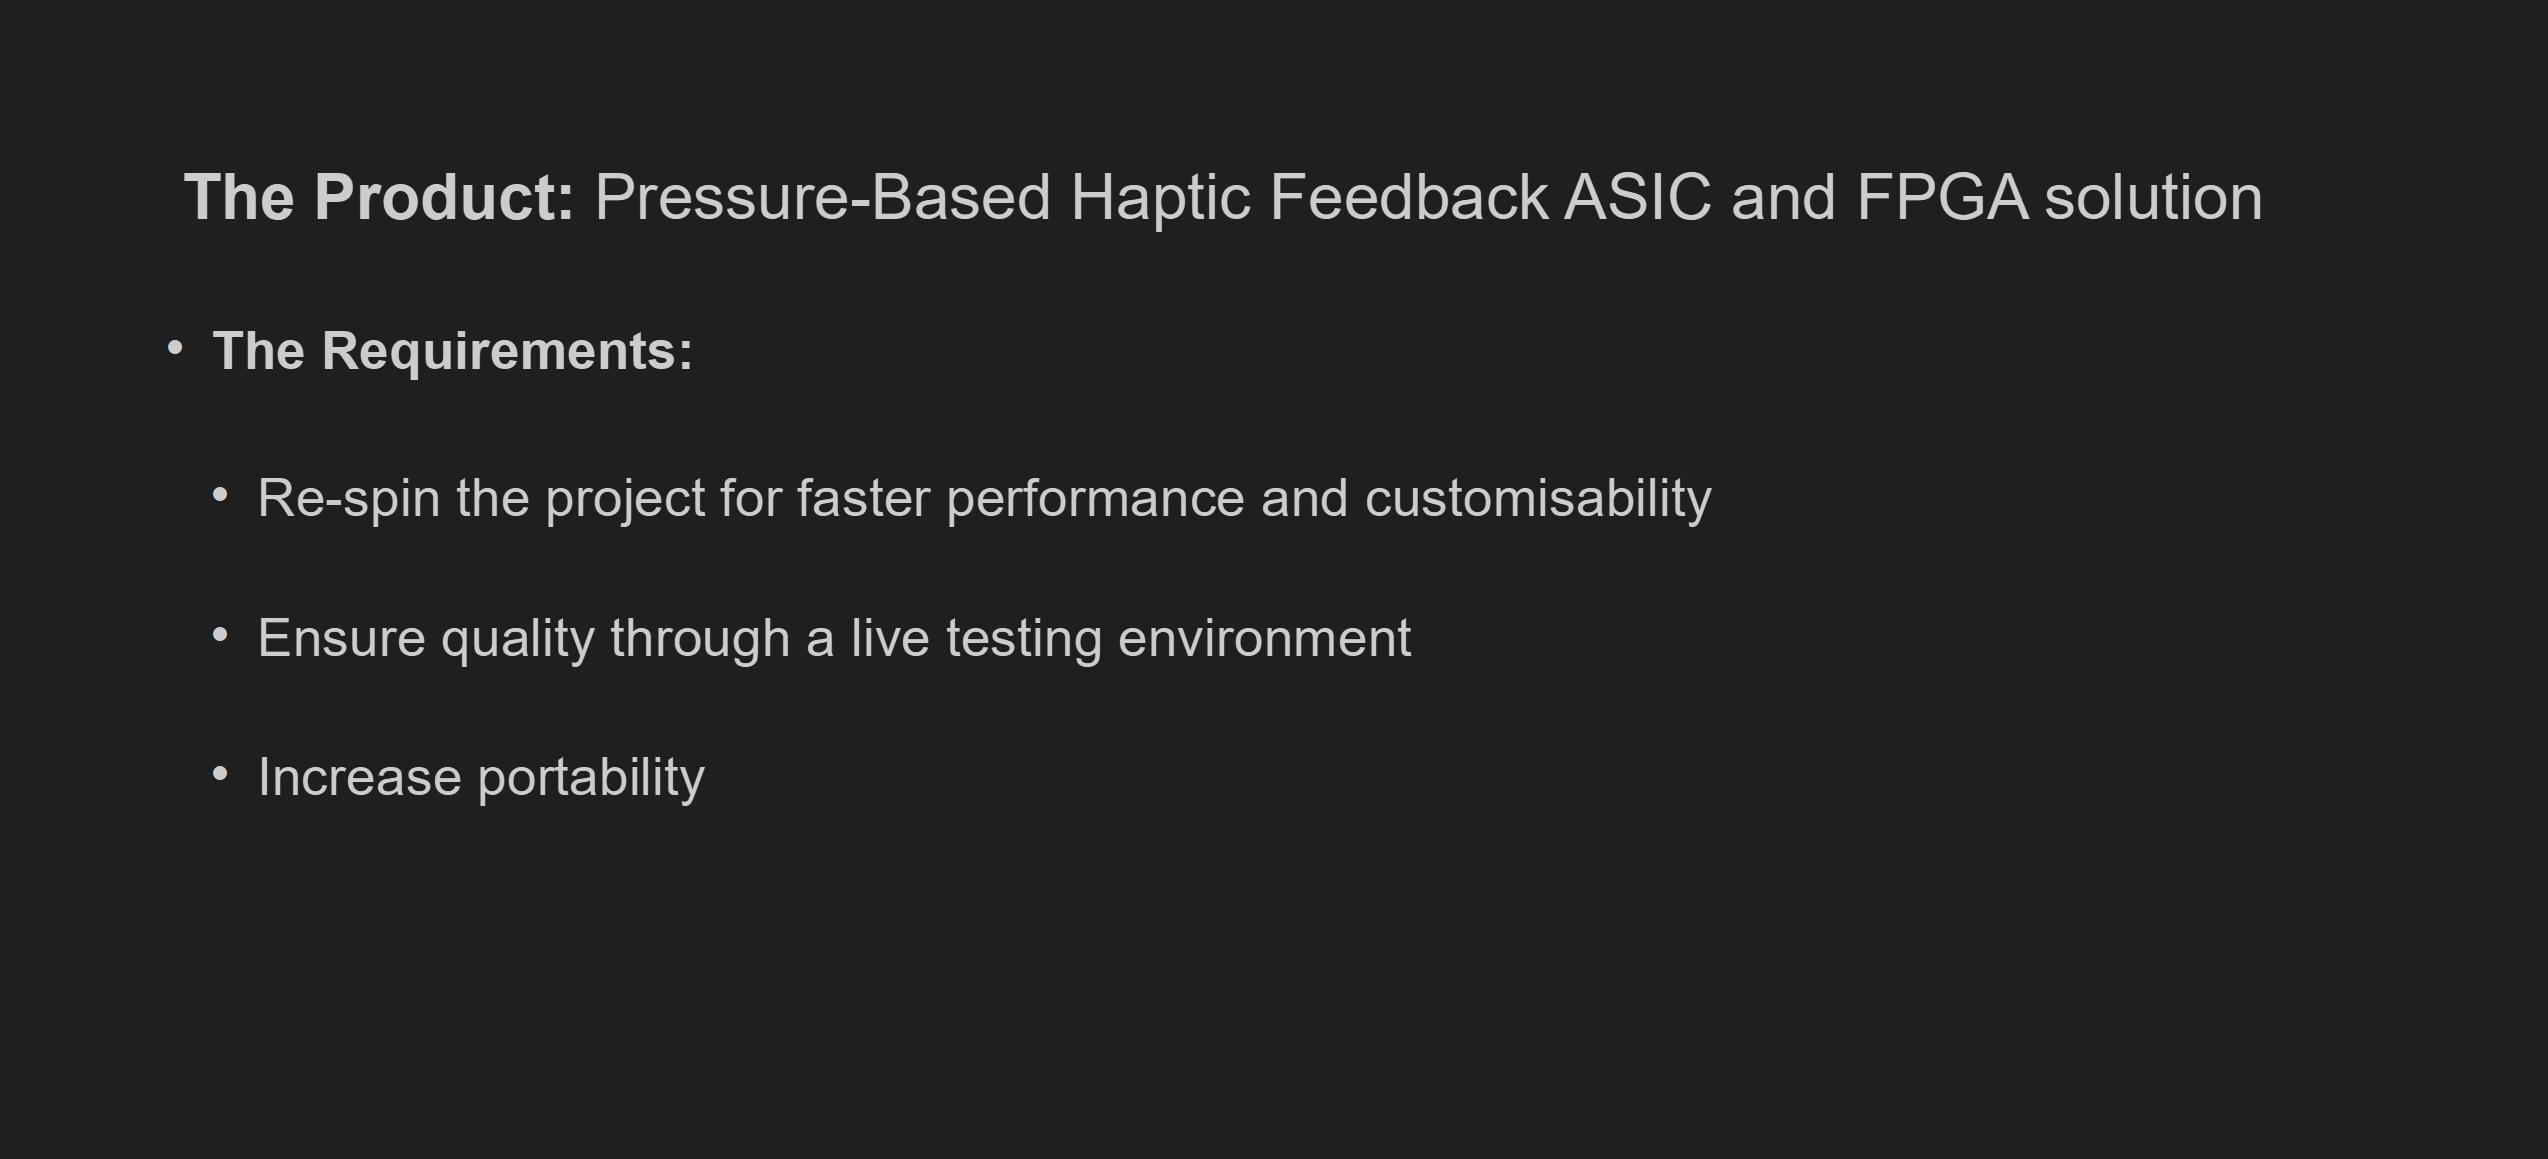 The Product: Pressure-Based Haptic Feedback ASIC and FPGA solution
• The Requirements:
• Re-spin the project for faster performance and customisability
• Ensure quality through a live testing environment
• Increase portability